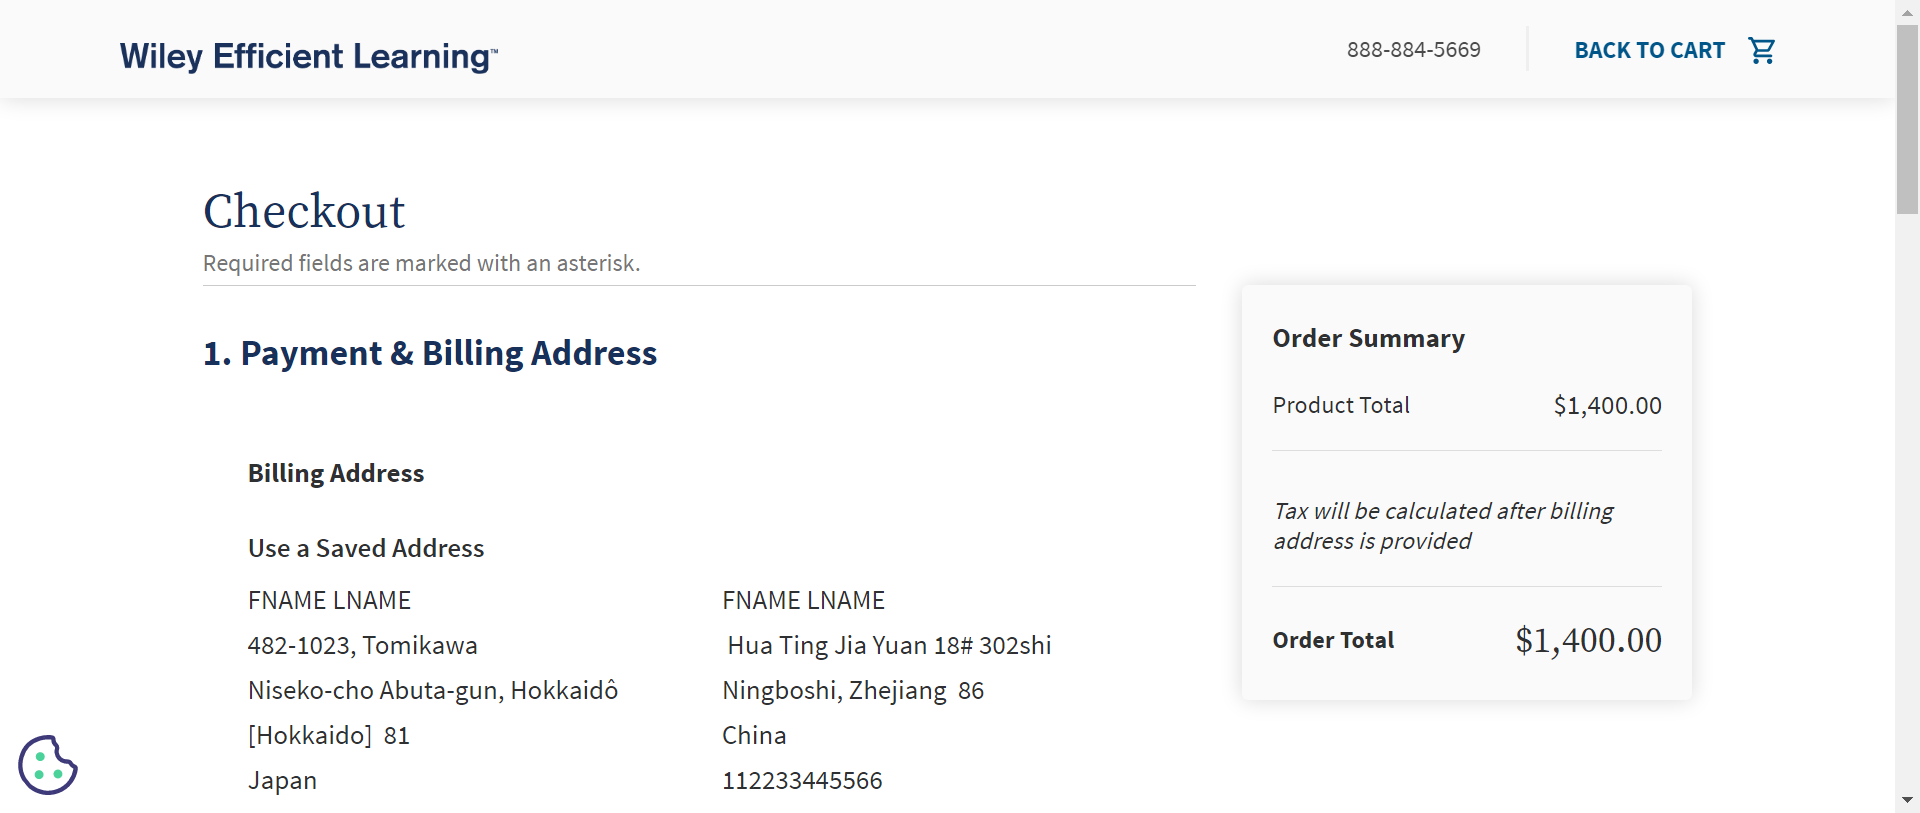 Wiley Efficient Learning™
888-884-5669
BACK TO CART
Checkout
Required fields are marked with an asterisk.
1. Payment & Billing Address
Billing Address
Use a Saved Address
FNAME LNAME
482-1023, Tomikawa
Niseko-cho Abuta-gun, Hokkaidô
[Hokkaido] 81
Japan
FNAME LNAME
Hua Ting Jia Yuan 18# 302shi
Ningboshi, Zhejiang 86
China
112233445566
Order Summary
Product Total $1,400.00
Tax will be calculated after billing
address is provided
Order Total $1,400.00